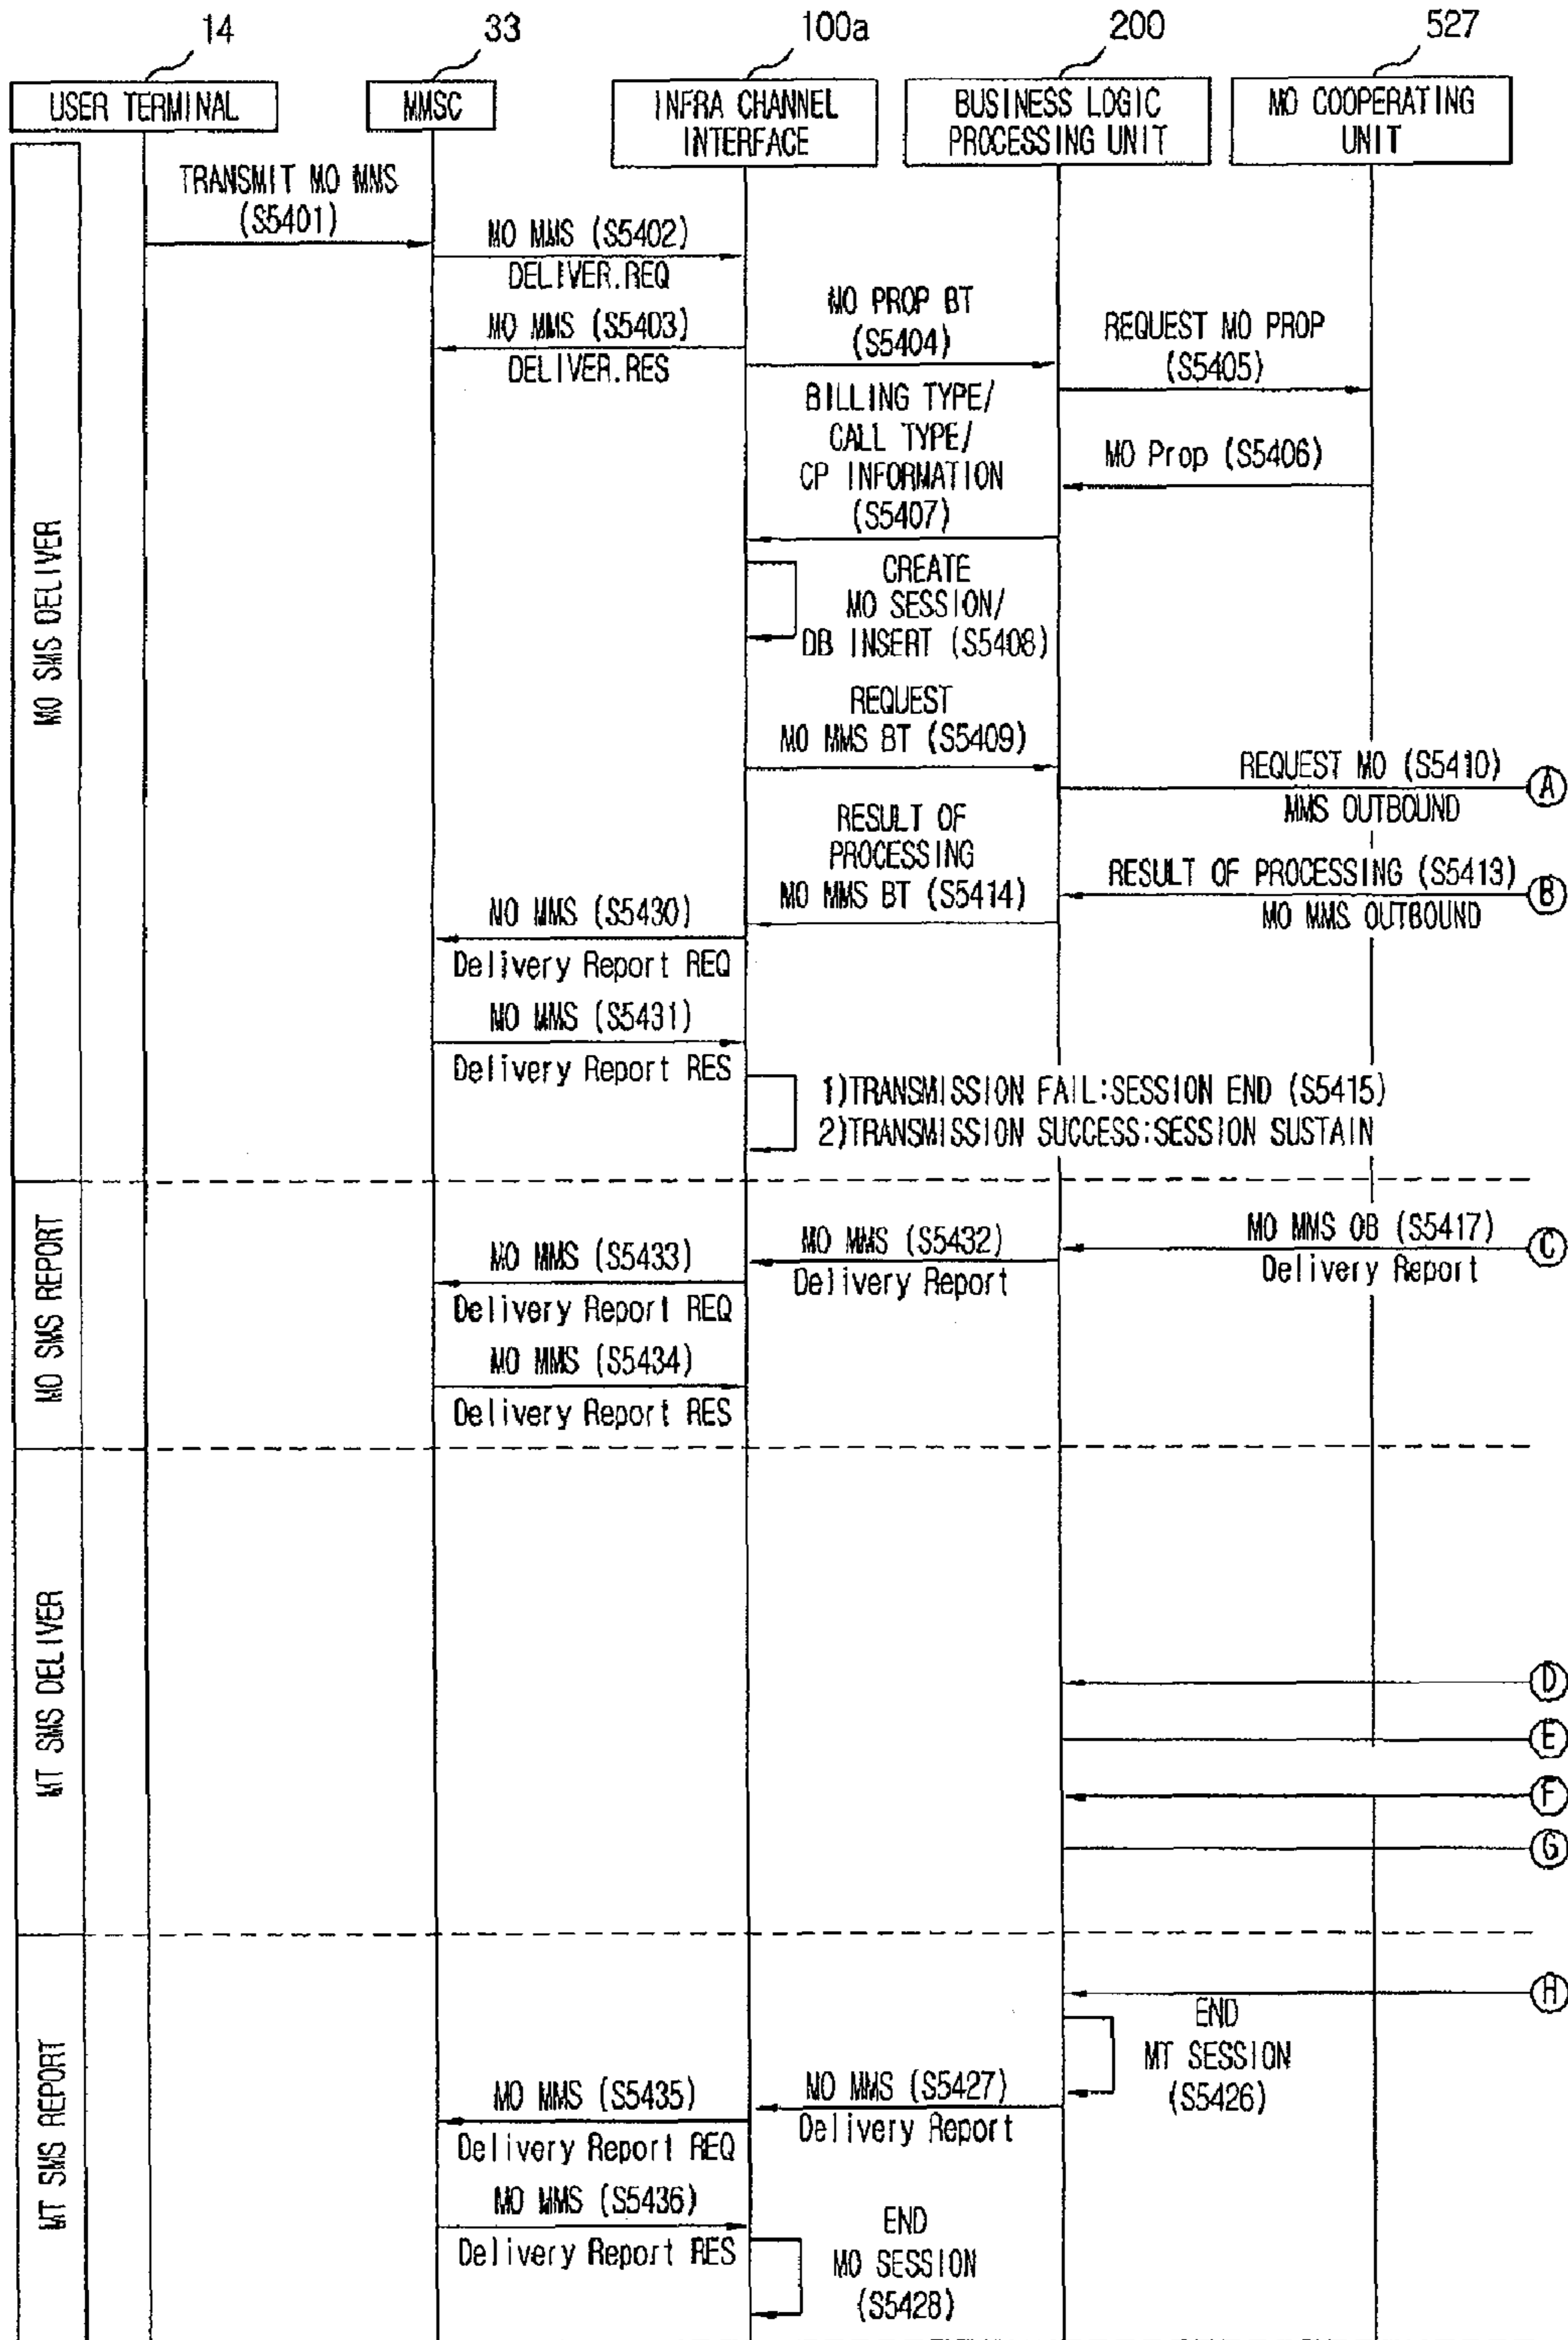 14
33
100a
200
527
USER TERMINAL
MMSC
INFRA CHANNEL
INTERFACE
BUSINESS LOGIC
PROCESSING UNIT
MO COOPERATING
UNIT
MO SMS DELIVER
TRANSMIT MO MMS
(S5401)
MO MMS (S5402)
DELIVER.REQ
MO MMS (S5403)
DELIVER.RES
MO PROP BT
(S5404)
REQUEST MO PROP
(S5405)
MO Prop (S5406)
BILLING TYPE/
CALL TYPE/
CP INFORMATION
(S5407)
CREATE
MO SESSION/
DB INSERT (S5408)
REQUEST
MO MMS BT (S5409)
REQUEST MO (S5410)
MMS OUTBOUND
A
RESULT OF PROCESSING (S5413)
MO MMS OUTBOUND
B
RESULT OF
PROCESSING
MO MMS BT (S5414)
MO MMS (S5430)
Delivery Report REQ
MO MMS (S5431)
Delivery Report RES
1)TRANSMISSION FAIL:SESSION END (S5415)
2)TRANSMISSION SUCCESS:SESSION SUSTAIN
MO SMS REPORT
MO MMS OB (S5417)
Delivery Report
C
MO MMS (S5432)
Delivery Report
MO MMS (S5433)
Delivery Report REQ
MO MMS (S5434)
Delivery Report RES
MT SMS DELIVER
D
E
F
G
MT SMS REPORT
H
END
MT SESSION
(S5426)
MO MMS (S5427)
Delivery Report
MO MMS (S5435)
Delivery Report REQ
MO MMS (S5436)
Delivery Report RES
END
MO SESSION
(S5428)